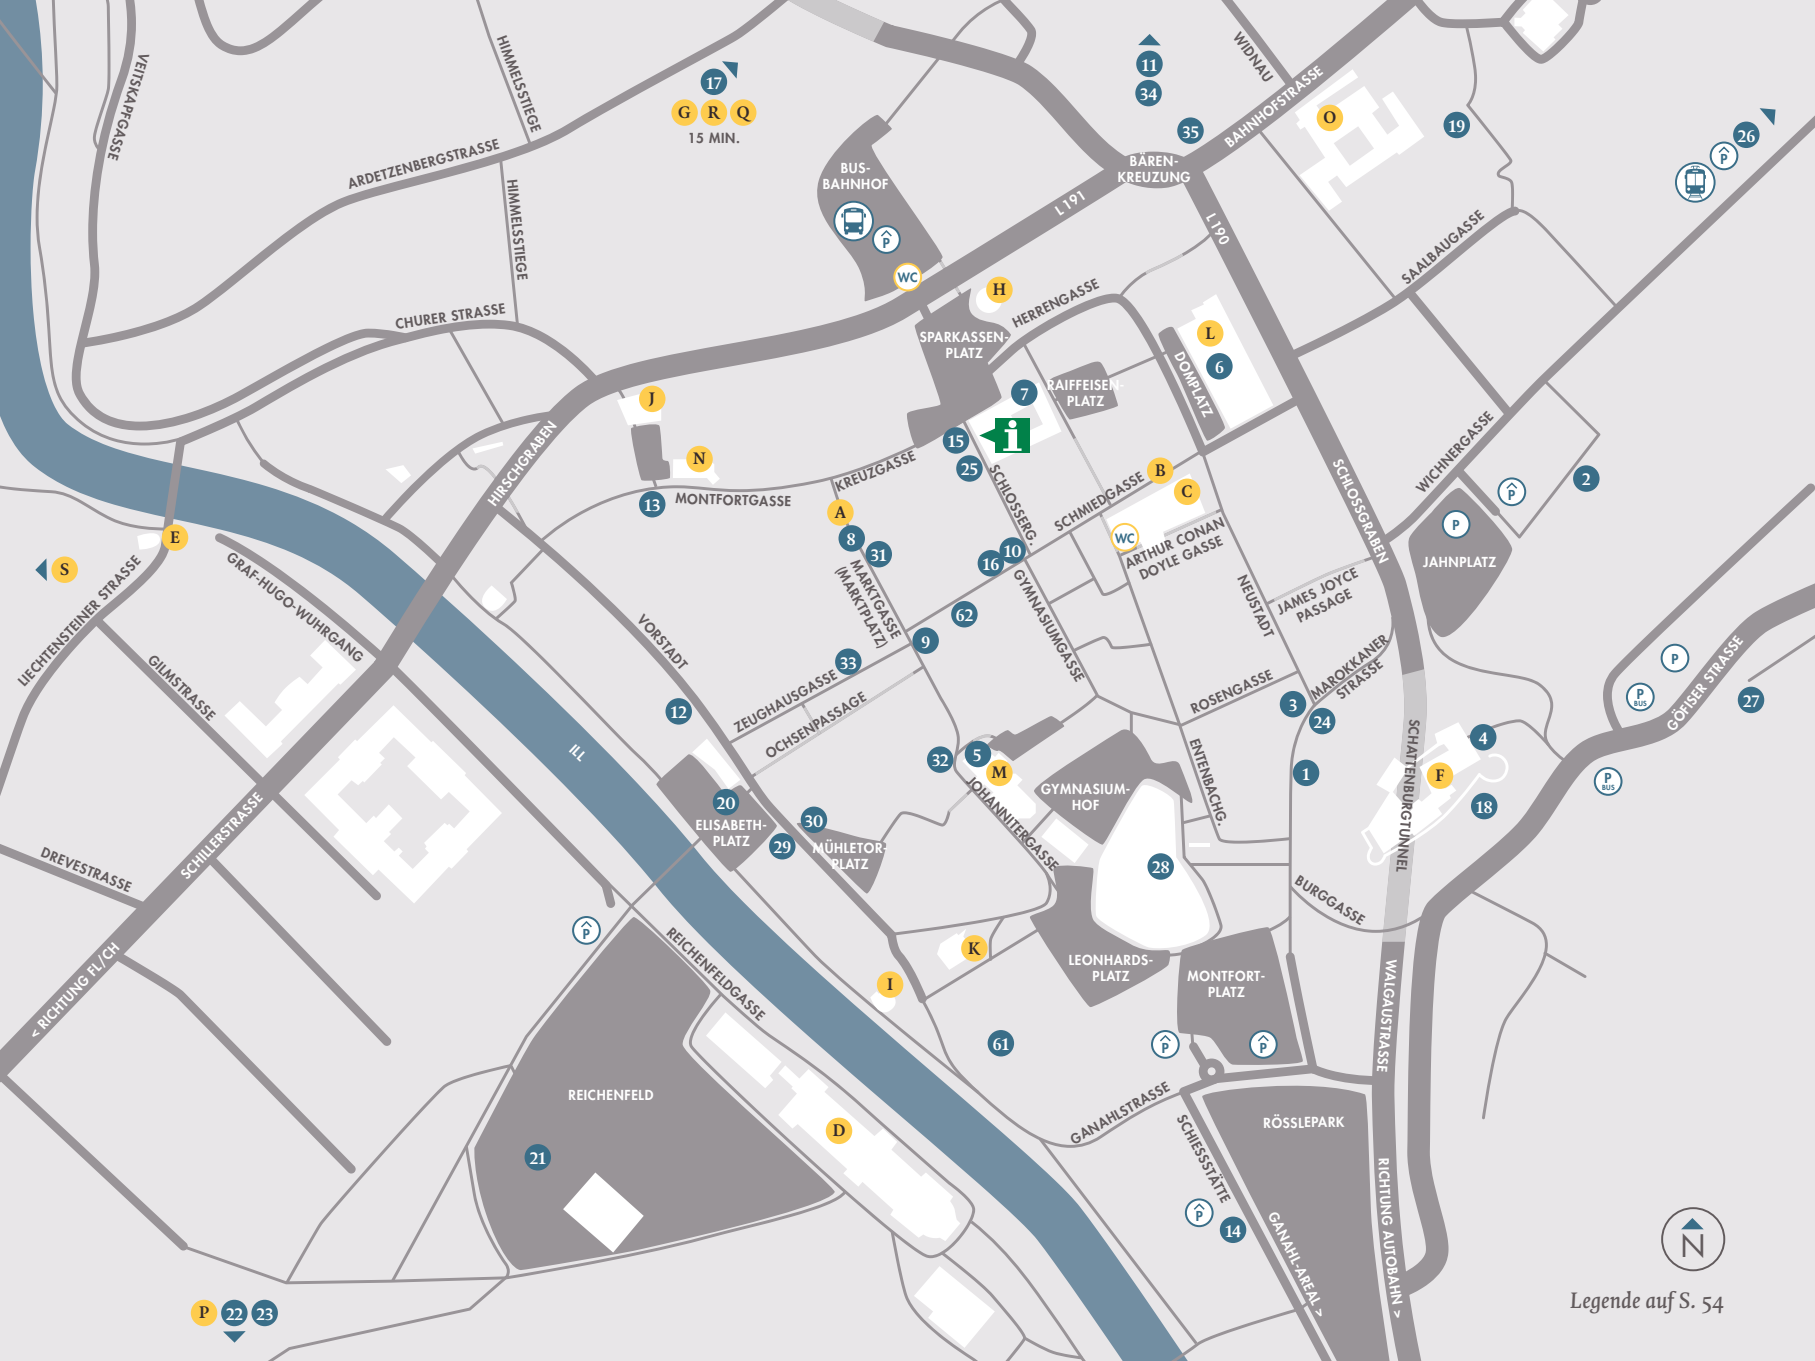 VEITSKAPFGASSE
HIMMELSSTIEGE
17
G R Q
15 MIN.
ARDETZENBERGSTRASSE
HIMMELSSTIEGE
CHURER STRASSE
BUS-
BAHNHOF
P
WC
11
34
35
WIDNAU
BAHNHOFSTRASSE
BÄREN-
KREUZUNG
L 191
L 190
O
19
26
P
SAALBAUGASSE
H
SPARKASSEN-
PLATZ
HERRENGASSE
L
6
DOMPLATZ
7
RAIFFEISEN-
PLATZ
i
15
25
J
N
13
MONTFORTGASSE
KREUZGASSE
HIRSCHGRABEN
A
8
31
MARKTGASSE
(MARKTPLATZ)
SCHLOSSERG.
SCHMIEDGASSE
B
C
WC
ARTHUR CONAN
DOYLE GASSE
10
16
62
9
33
GYMNASIUMGASSE
NEUSTADT
SCHLOSSGRABEN
WICHNERGASSE
P
2
P
JAHNPLATZ
JAMES JOYCE
PASSAGE
MAROKKANER
STRASSE
ROSENGASSE
3
24
1
E
S
LIECHTENSTEINER STRASSE
GRAF-HUGO-WUHRGANG
GILMSTRASSE
VORSTADT
12
ZEUGHAUSGASSE
OCHSENPASSAGE
ILL
20
ELISABETH-
PLATZ
29
30
MÜHLETOR-
PLATZ
32
5
M
JOHANNITERGASSE
GYMNASIUM-
HOF
ENTENBACHG.
28
SCHATTENBURGTUNNEL
4
F
18
P
P
BUS
P
BUS
GÖFISER STRASSE
27
BURGGASSE
SCHILLERSTRASSE
DREVESTRASSE
< RICHTUNG FL/CH
P
REICHENFELDGASSE
K
I
61
LEONHARDS-
PLATZ
MONTFORT-
PLATZ
P
P
WALGAUSTRASSE
REICHENFELD
21
D
GANAHLSTRASSE
SCHIESSSTÄTTE
RÖSSLEPARK
P
14
GANAHL-AREAL >
RICHTUNG AUTOBAHN >
P 22 23
N
Legende auf S. 54